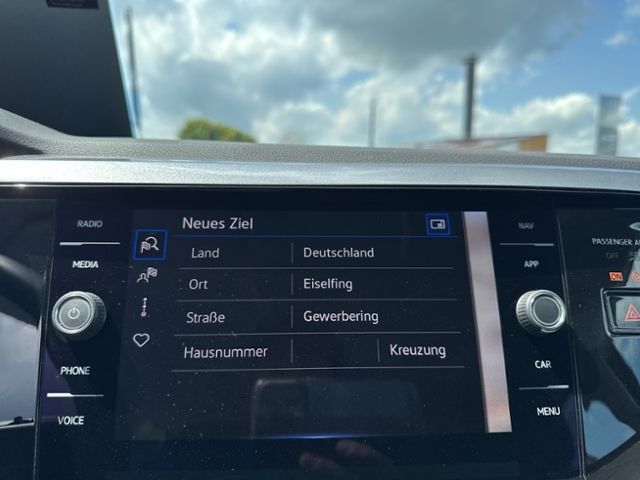 RADIO
MEDIA
PHONE
VOICE
Neues Ziel
Land Deutschland
Ort Eiselfing
Straße Gewerbering
Hausnummer Kreuzung
NAV
APP
CAR
MENU
PASSENGER
OFF
ON